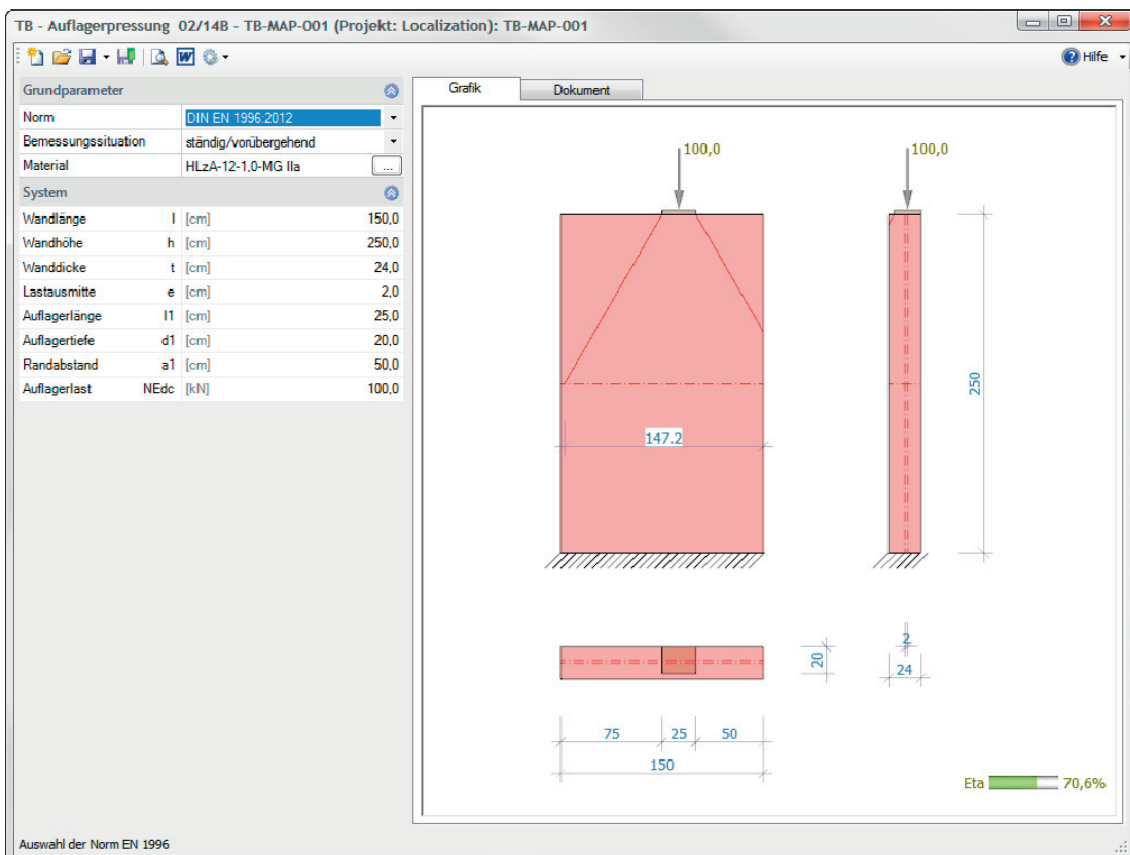 TB - Auflagerpressung 02/14B - TB-MAP-001 (Projekt: Localization): TB-MAP-001
Hilfe
Grundparameter
Norm DIN EN 1996:2012
Bemessungssituation ständig/vorübergehend
Material HLzA-12-1,0-MG IIa ...
System
Wandlänge l [cm] 150,0
Wandhöhe h [cm] 250,0
Wanddicke t [cm] 24,0
Lastausmitte e [cm] 2,0
Auflagerlänge l1 [cm] 25,0
Auflagertiefe d1 [cm] 20,0
Randabstand a1 [cm] 50,0
Auflagerlast NEdc [kN] 100,0
Grafik Dokument
100,0 100,0
250
147.2
2
20
24
75 25 50
150
Eta 70,6%
Auswahl der Norm EN 1996